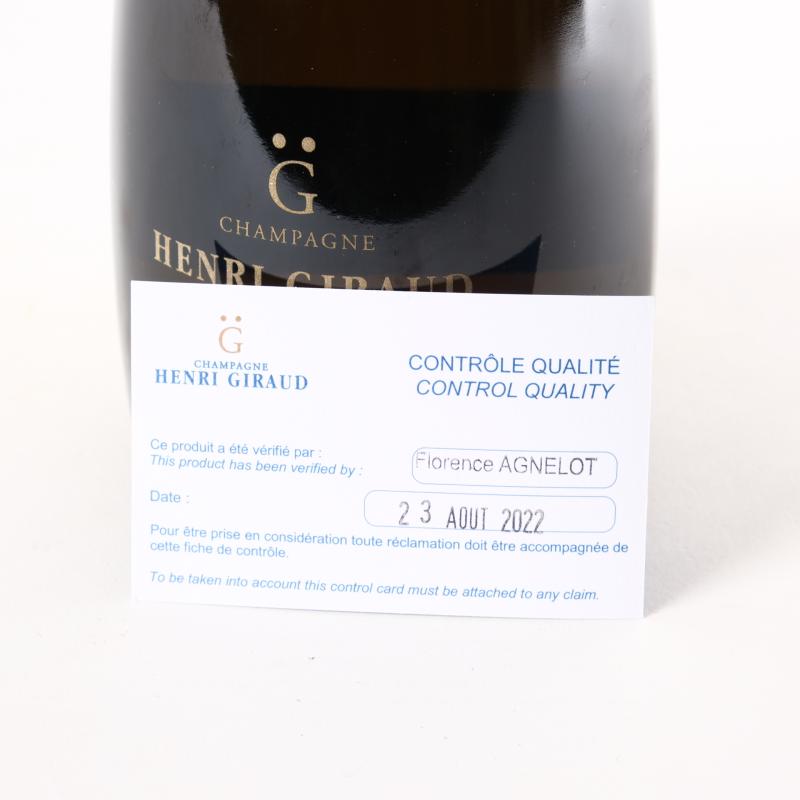 G̈
CHAMPAGNE
HENRI GIRAUD
G̈
CHAMPAGNE
HENRI GIRAUD
CONTRÔLE QUALITÉ
CONTROL QUALITY
Ce produit a été vérifié par :
This product has been verified by :
Florence AGNELOT
Date :
23 AOUT 2022
Pour être prise en considération toute réclamation doit être accompagnée de
cette fiche de contrôle.
To be taken into account this control card must be attached to any claim.